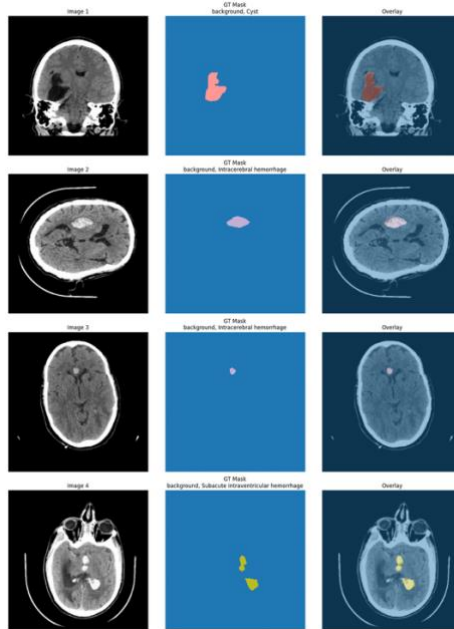 Image 1
GT Mask
background, Cyst
Overlay
Image 2
GT Mask
background, Intracerebral hemorrhage
Overlay
Image 3
GT Mask
background, Intracerebral hemorrhage
Overlay
Image 4
GT Mask
background, Subacute intraventricular hemorrhage
Overlay